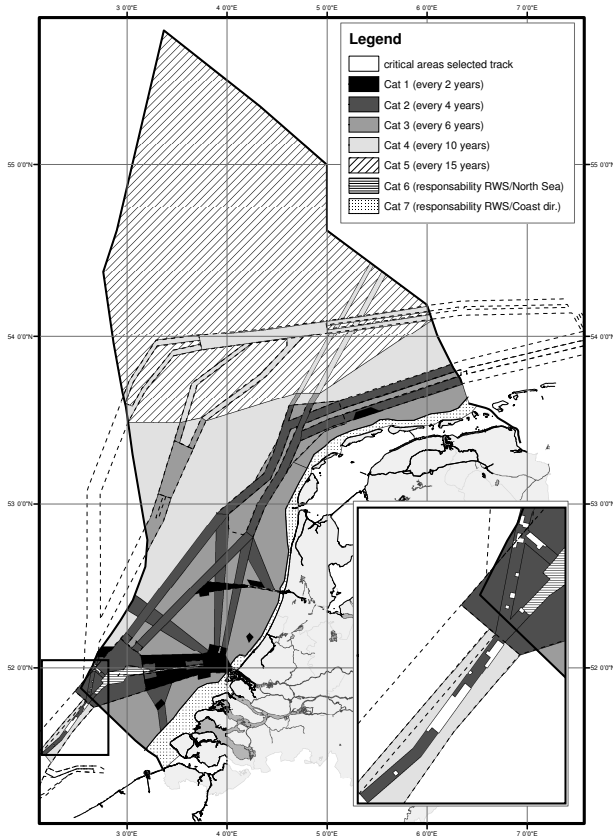 3 0'0"E 4 0'0"E 5 0'0"E 6 0'0"E
Legend
critical areas selected track
Cat 1 (every 2 years)
Cat 2 (every 4 years)
Cat 3 (every 6 years)
Cat 4 (every 10 years)
Cat 5 (every 15 years)
Cat 6 (responsability RWS/North Sea)
Cat 7 (responsability RWS/Coast dir.)
55 0'0"N
54 0'0"N 54 0'0"N
53 0'0"N
52 0'0"N
3 0'0"E 4 0'0"E 5 0'0"E 6 0'0"E 7 0'0"E